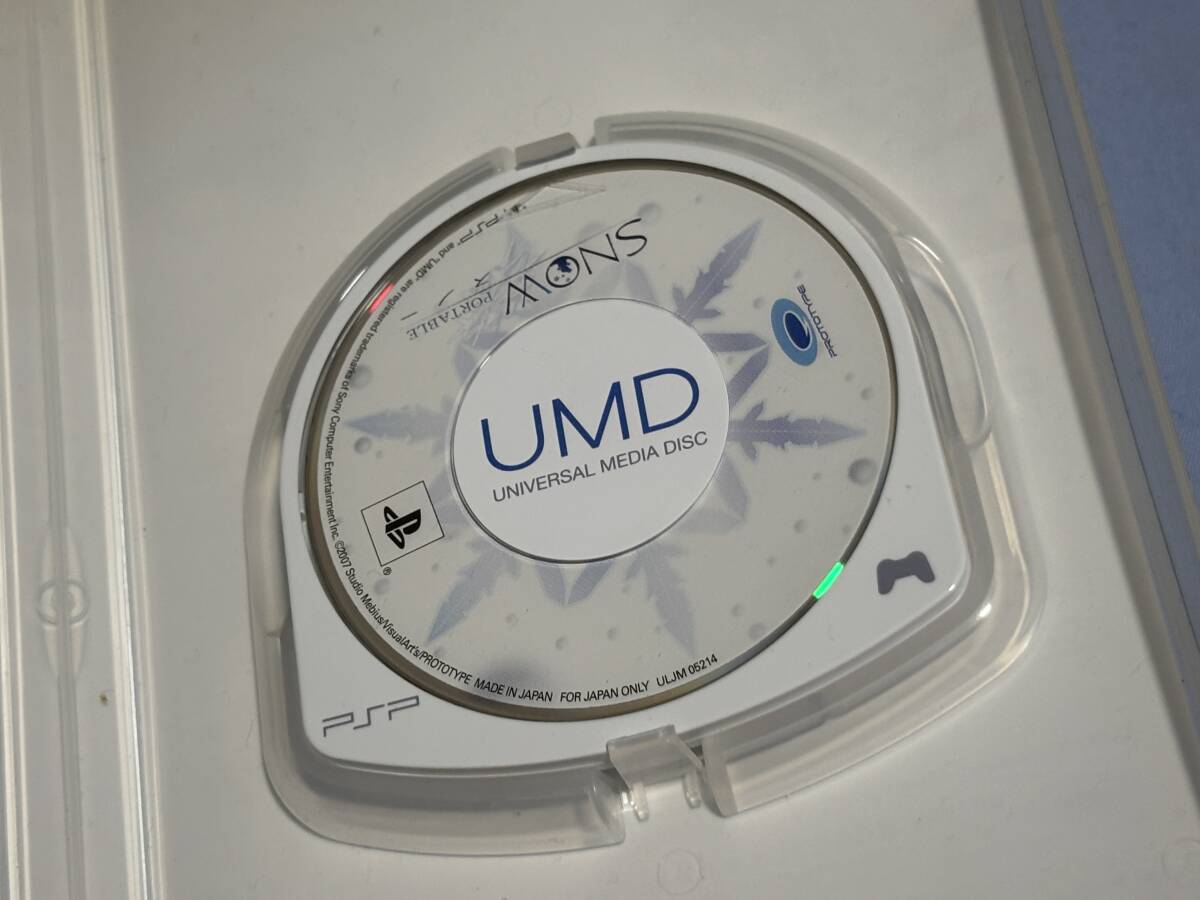 SNOW
スノー
PORTABLE
PROTOTYPE
UMD
UNIVERSAL MEDIA DISC
"PSP" and "UMD" are registered trademarks of Sony Computer Entertainment Inc. ©2007 Studio Mebius/VisualArt's/PROTOTYPE MADE IN JAPAN FOR JAPAN ONLY ULJM 05214
®
PSP